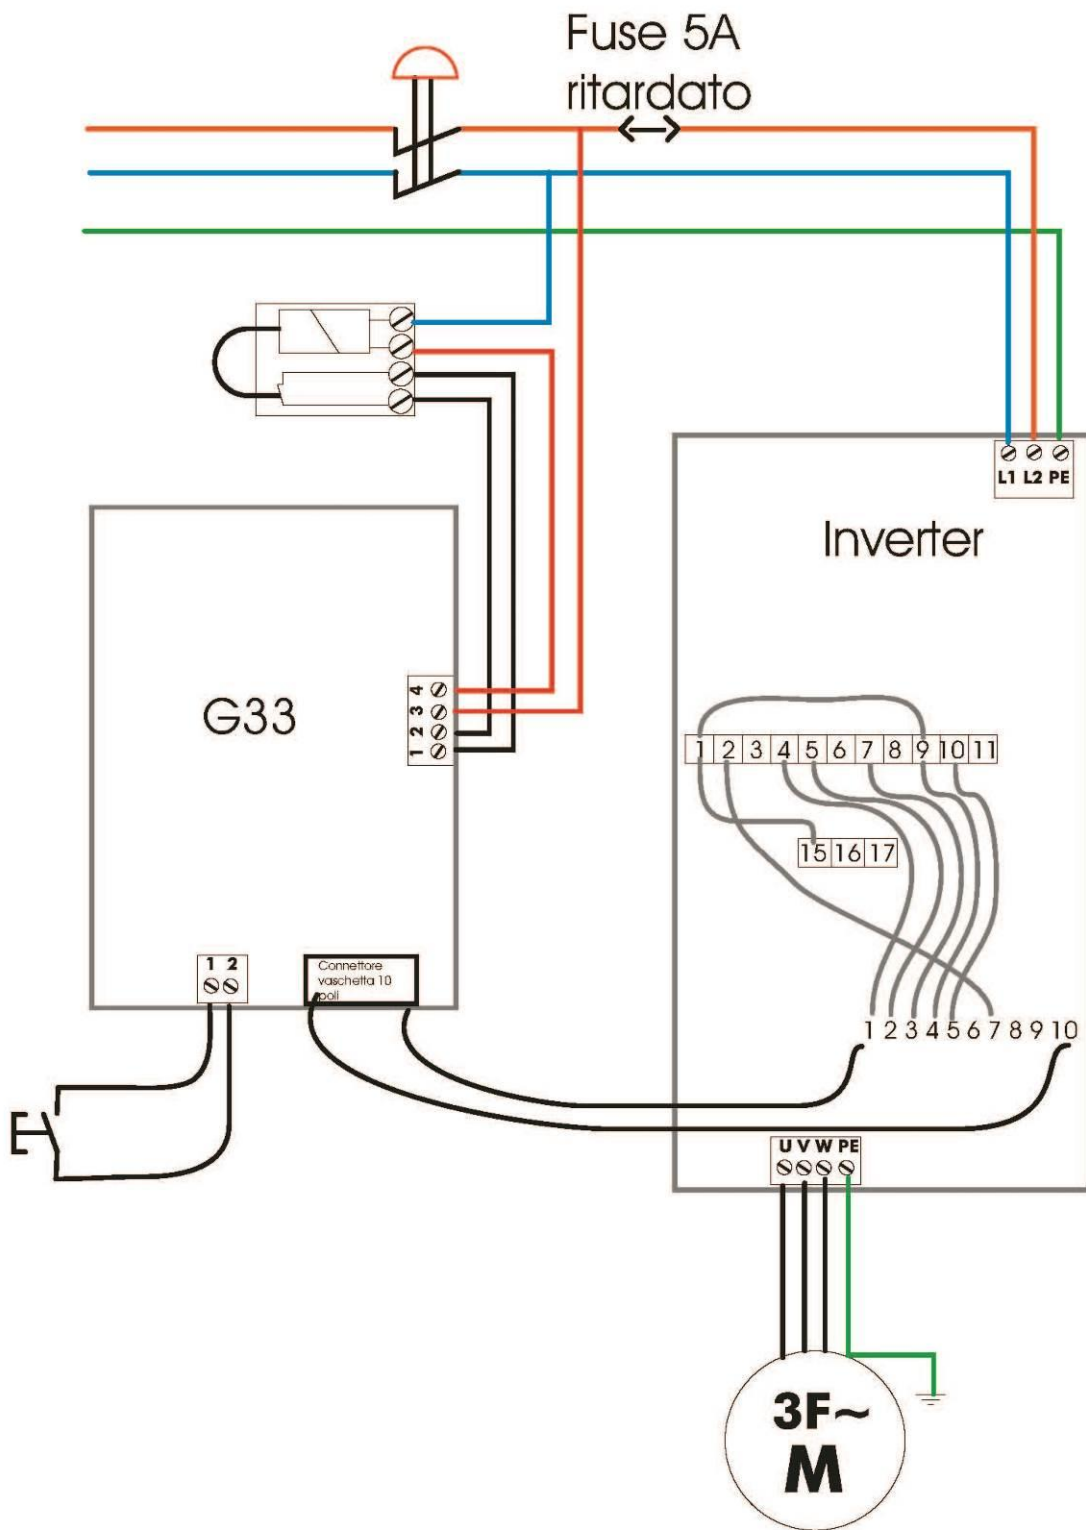 Fuse 5A
ritardato
L1 L2 PE
Inverter
G33
4
3
2
1
1 2 3 4 5 6 7 8 9 10 11
15 16 17
1 2
Connettore
vaschetta 10
poli
1 2 3 4 5 6 7 8 9 10
U V W PE
3F~
M